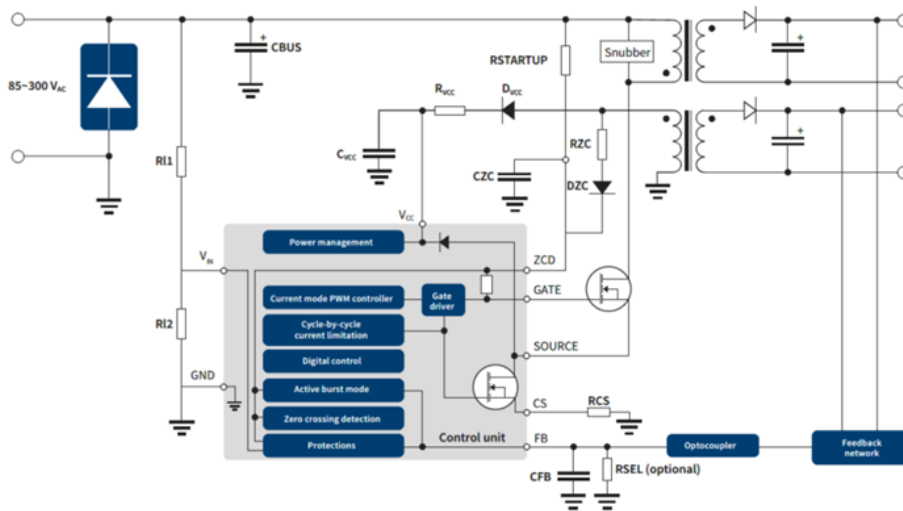 CBUS
+
RSTARTUP
Snubber
+
85~300 VAC
RVCC
DVCC
CVCC
RZC
+
RI1
CZC
DZC
VCC
Power management
VIN
ZCD
Current mode PWM controller
Gate
driver
GATE
Cycle-by-cycle
current limitation
RI2
Digital control
SOURCE
GND
Active burst mode
CS
RCS
Zero crossing detection
Control unit
Protections
FB
Optocoupler
Feedback
network
CFB
RSEL (optional)